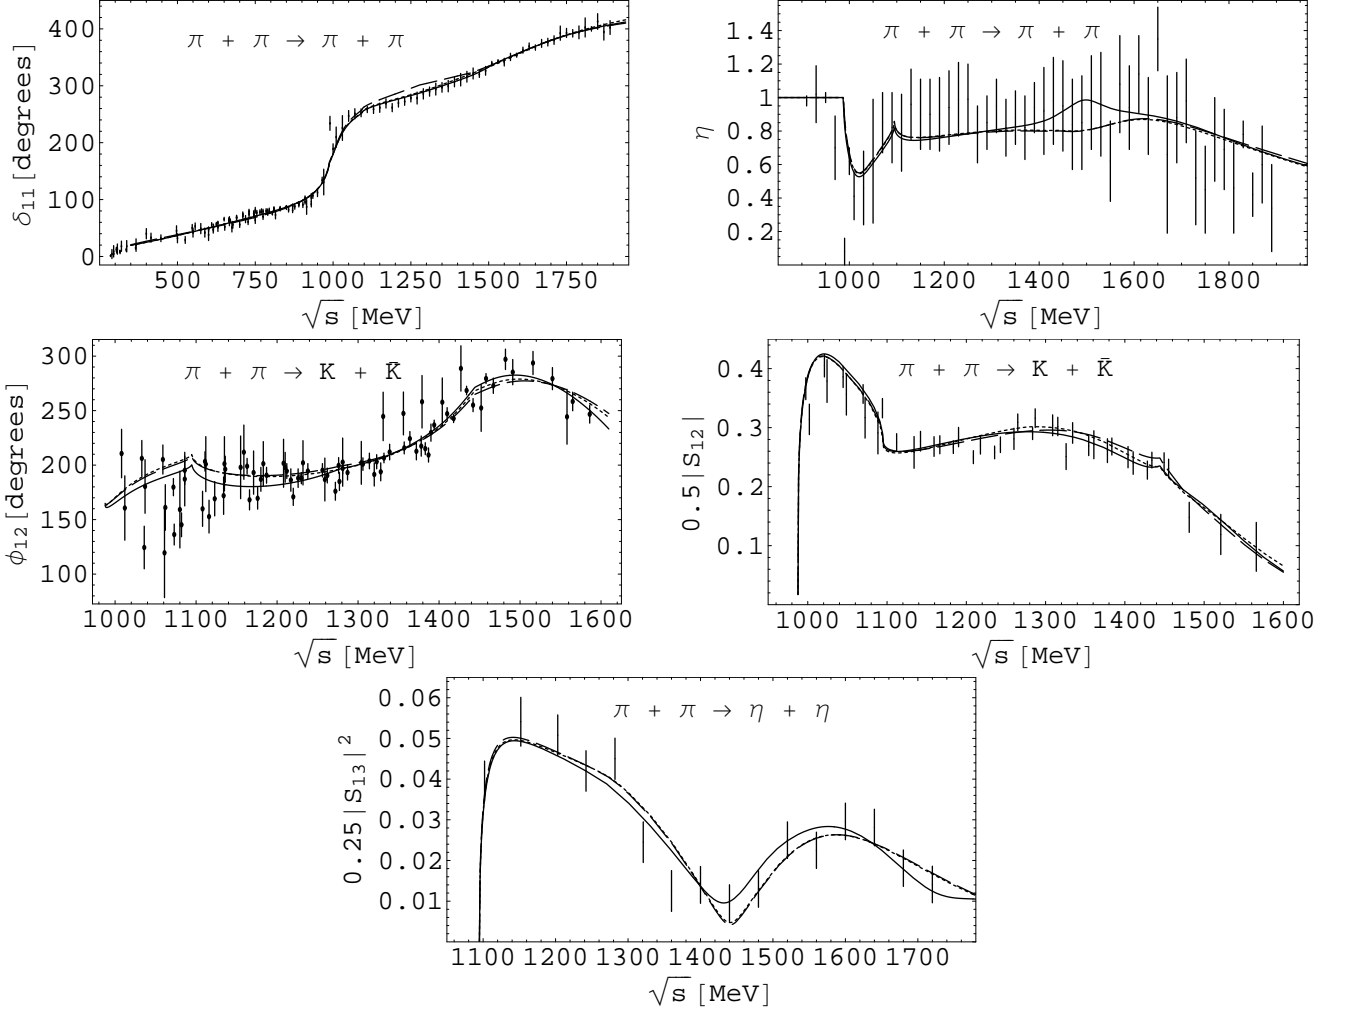 π + π → π + π
400
300
200
100
0
δ11 [degrees]
500 750 1000 1250 1500 1750
√s [MeV]
π + π → π + π
1.4
1.2
1
0.8
0.6
0.4
0.2
η
1000 1200 1400 1600 1800
√s [MeV]
π + π → K + K̄
300
250
200
150
100
ϕ12 [degrees]
1000 1100 1200 1300 1400 1500 1600
√s [MeV]
π + π → K + K̄
0.4
0.3
0.2
0.1
0.5|S12|
1000 1100 1200 1300 1400 1500 1600
√s [MeV]
π + π → η + η
0.06
0.05
0.04
0.03
0.02
0.01
0.25|S13|²
1100 1200 1300 1400 1500 1600 1700
√s [MeV]